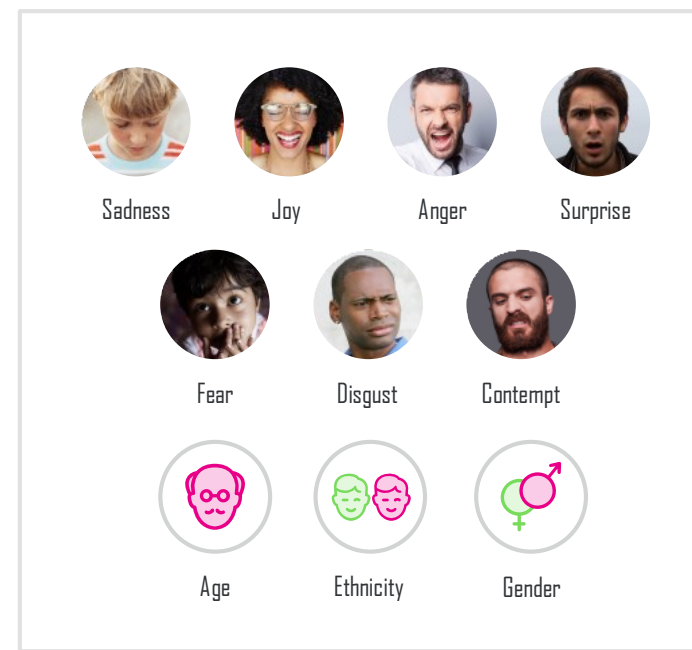 Sadness Joy Anger Surprise
Fear Disgust Contempt
Age Ethnicity Gender